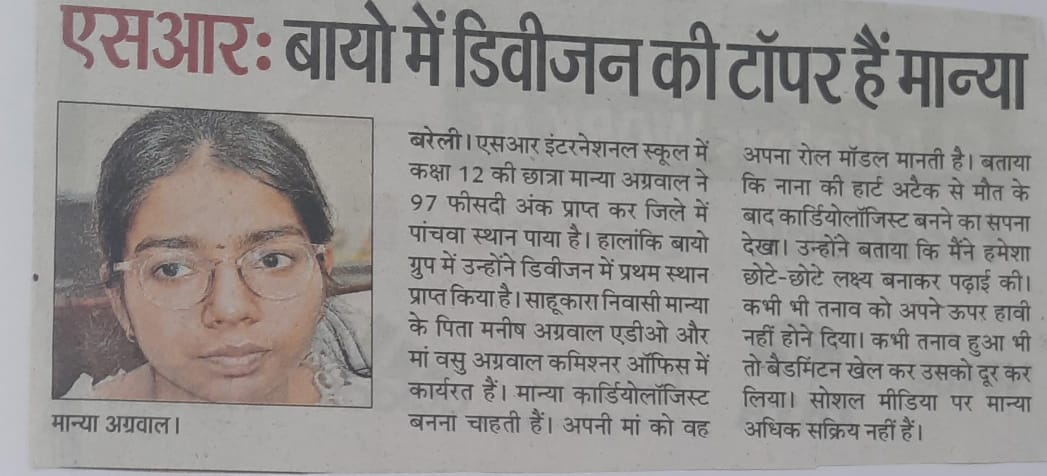 एसआर: बायो में डिवीजन की टॉपर हैं मान्या
बरेली। एसआर इंटरनेशनल स्कूल में
कक्षा 12 की छात्रा मान्या अग्रवाल ने
97 फीसदी अंक प्राप्त कर जिले में
पांचवा स्थान पाया है। हालांकि बायो
ग्रुप में उन्होंने डिवीजन में प्रथम स्थान
प्राप्त किया है। साहूकारा निवासी मान्या
के पिता मनीष अग्रवाल एडीओ और
मां वसु अग्रवाल कमिश्नर ऑफिस में
कार्यरत हैं। मान्या कार्डियोलॉजिस्ट
बनना चाहती हैं। अपनी मां को वह
अपना रोल मॉडल मानती है। बताया
कि नाना की हार्ट अटैक से मौत के
बाद कार्डियोलॉजिस्ट बनने का सपना
देखा। उन्होंने बताया कि मैंने हमेशा
छोटे-छोटे लक्ष्य बनाकर पढ़ाई की।
कभी भी तनाव को अपने ऊपर हावी
नहीं होने दिया। कभी तनाव हुआ भी
तो बैडमिंटन खेल कर उसको दूर कर
लिया। सोशल मीडिया पर मान्या
अधिक सक्रिय नहीं हैं।
मान्या अग्रवाल।